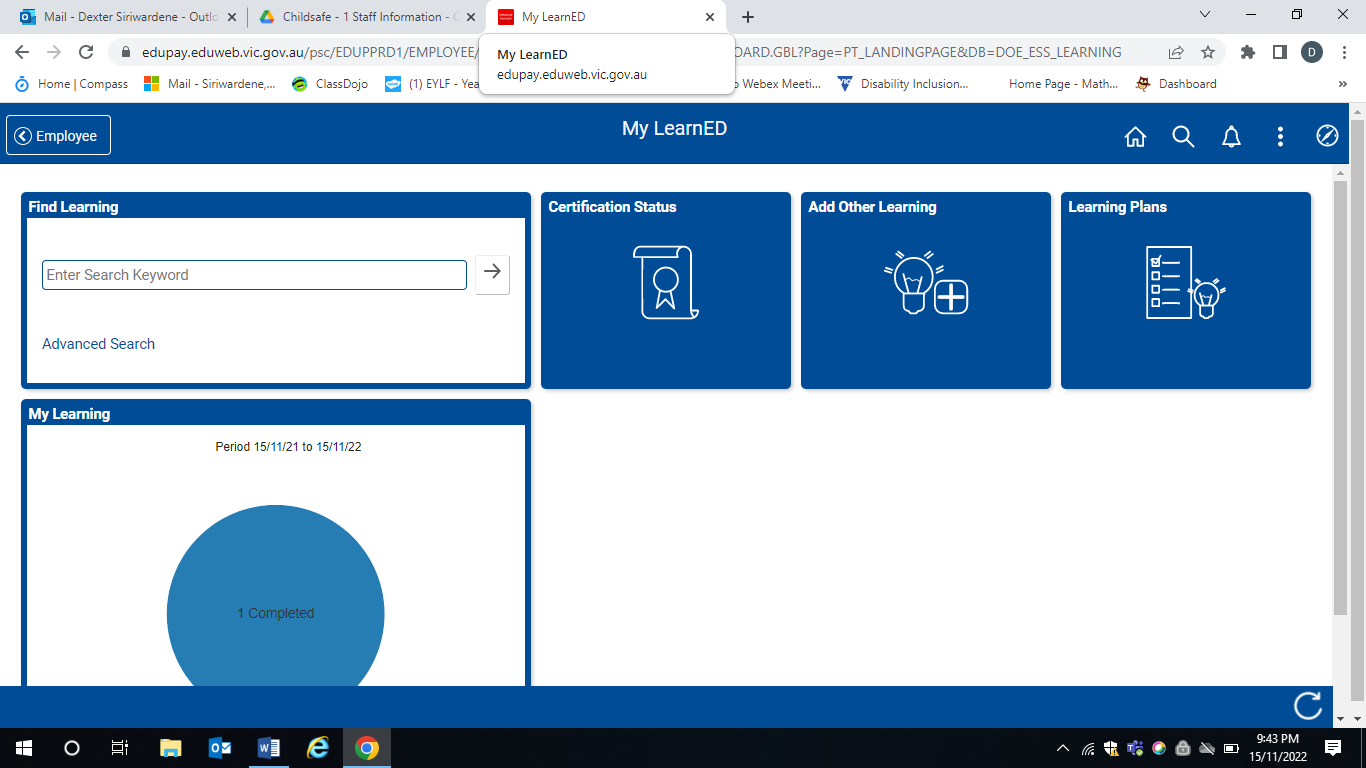 Mail - Dexter Siriwardene - Outlo
Childsafe - 1 Staff Information - G
My LearnED
edupay.eduweb.vic.gov.au/psc/EDUPPRD1/EMPLOYEE/
OARD.GBL?Page=PT_LANDINGPAGE&DB=DOE_ESS_LEARNING
D
My LearnED
edupay.eduweb.vic.gov.au
Home | Compass
Mail - Siriwardene,...
ClassDojo
(1) EYLF - Yea
o Webex Meeti...
VIC
Disability Inclusion...
Home Page - Math...
Dashboard
»
Employee
My LearnED
Find Learning
Enter Search Keyword
Advanced Search
Certification Status
Add Other Learning
Learning Plans
My Learning
Period 15/11/21 to 15/11/22
1 Completed
9:43 PM
15/11/2022